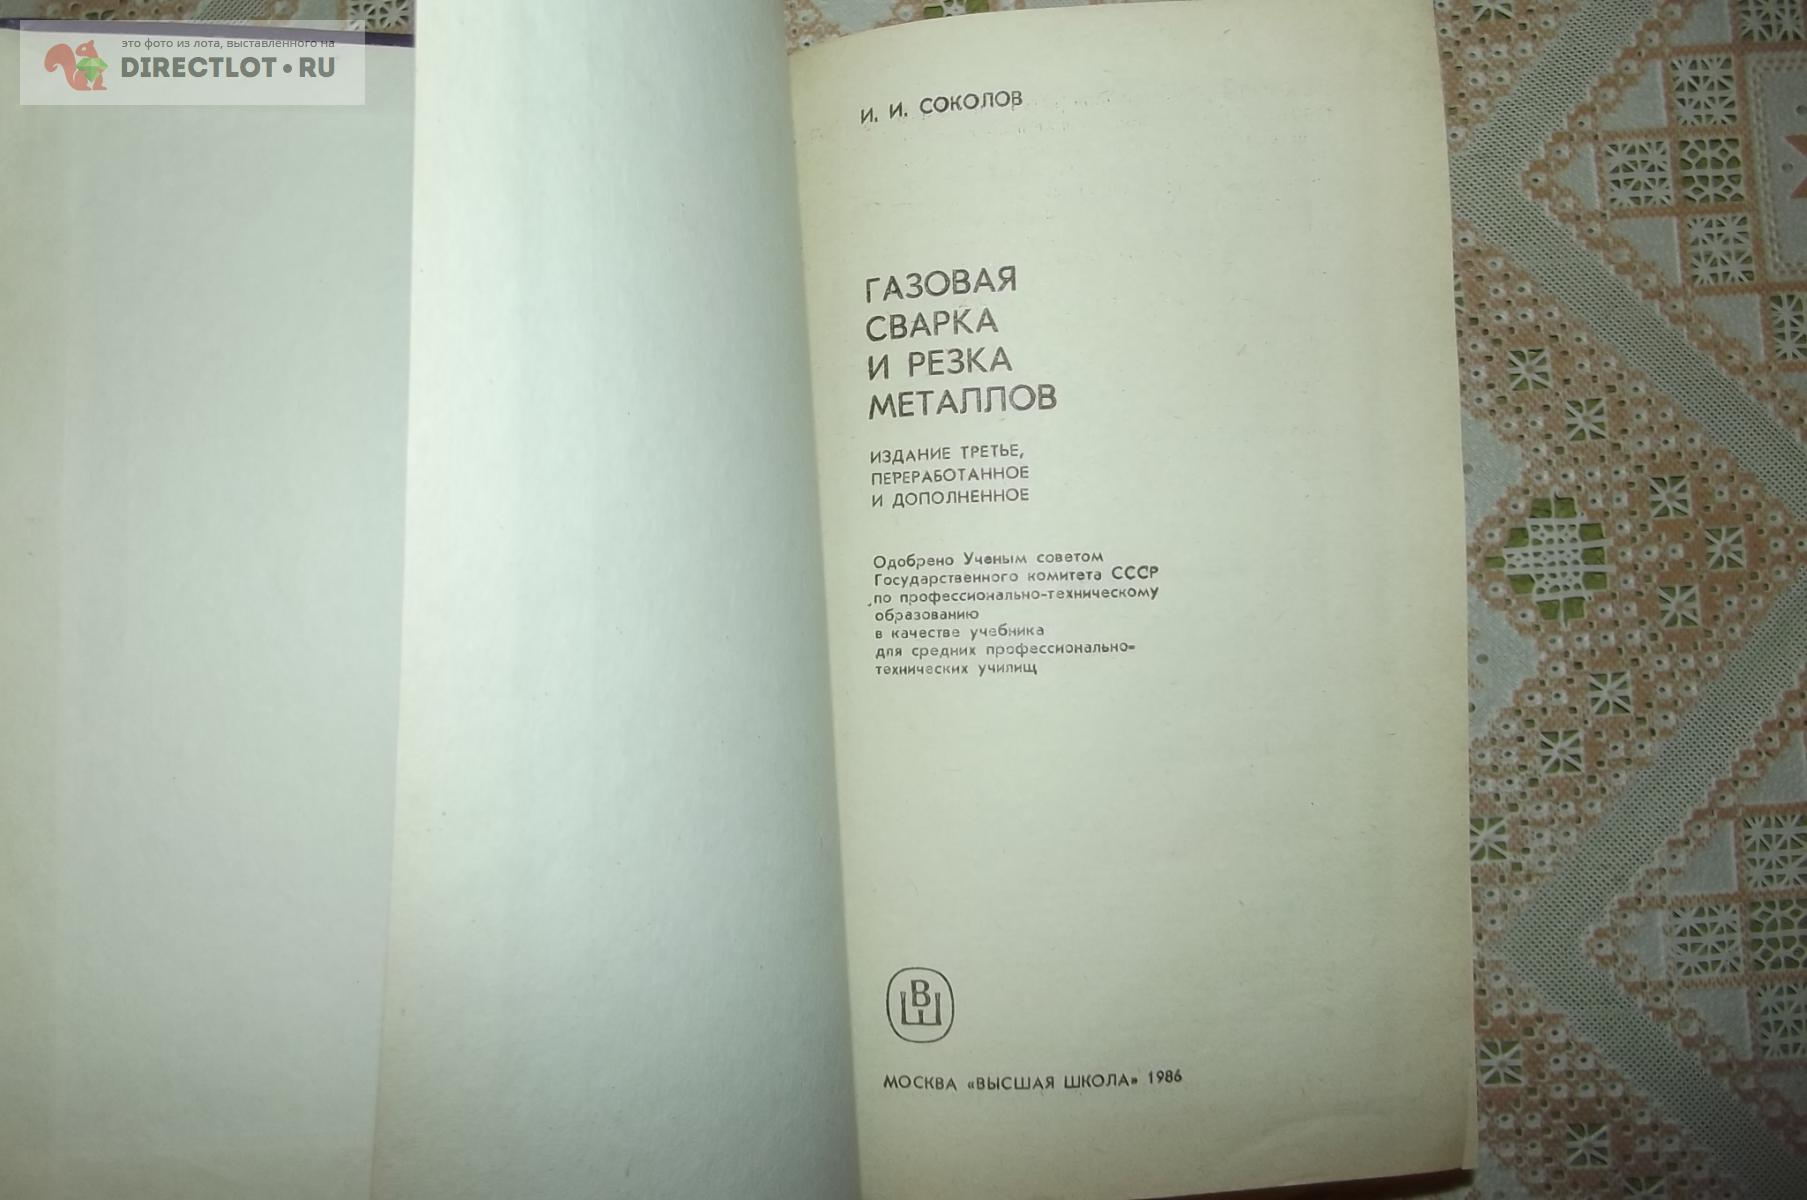 это фото из лота, выставленного на
DIRECTLOT.RU
И. И. СОКОЛОВ
ГАЗОВАЯ
СВАРКА
И РЕЗКА
МЕТАЛЛОВ
ИЗДАНИЕ ТРЕТЬЕ,
ПЕРЕРАБОТАННОЕ
И ДОПОЛНЕННОЕ
Одобрено Ученым советом
Государственного комитета СССР
по профессионально-техническому
образованию
в качестве учебника
для средних профессионально-
технических училищ
ВШ
МОСКВА «ВЫСШАЯ ШКОЛА» 1986